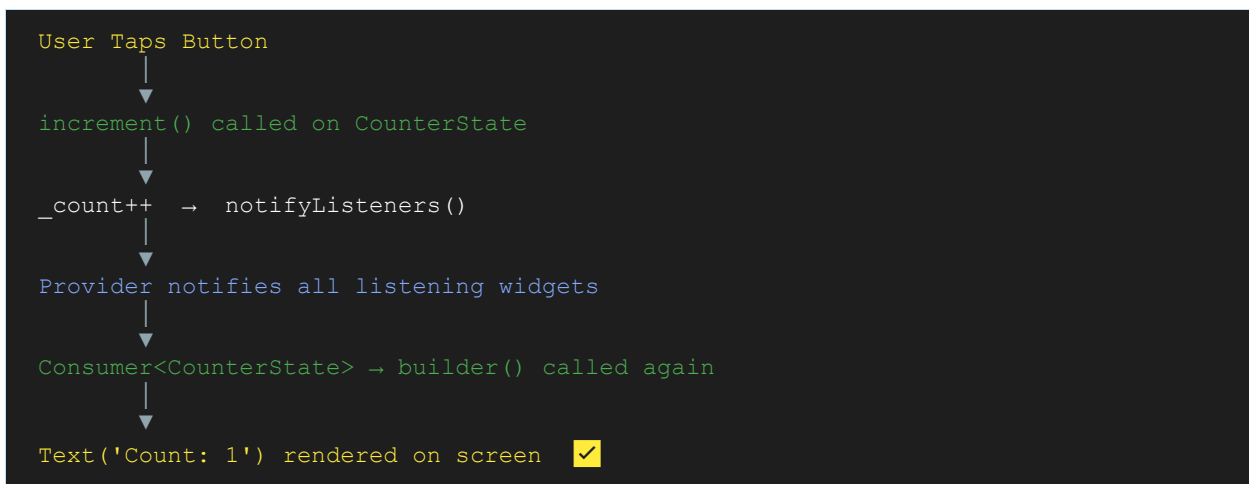 User Taps Button
│
▼
increment() called on CounterState
│
▼
_count++ → notifyListeners()
│
▼
Provider notifies all listening widgets
│
▼
Consumer<CounterState> → builder() called again
│
▼
Text('Count: 1') rendered on screen ✓